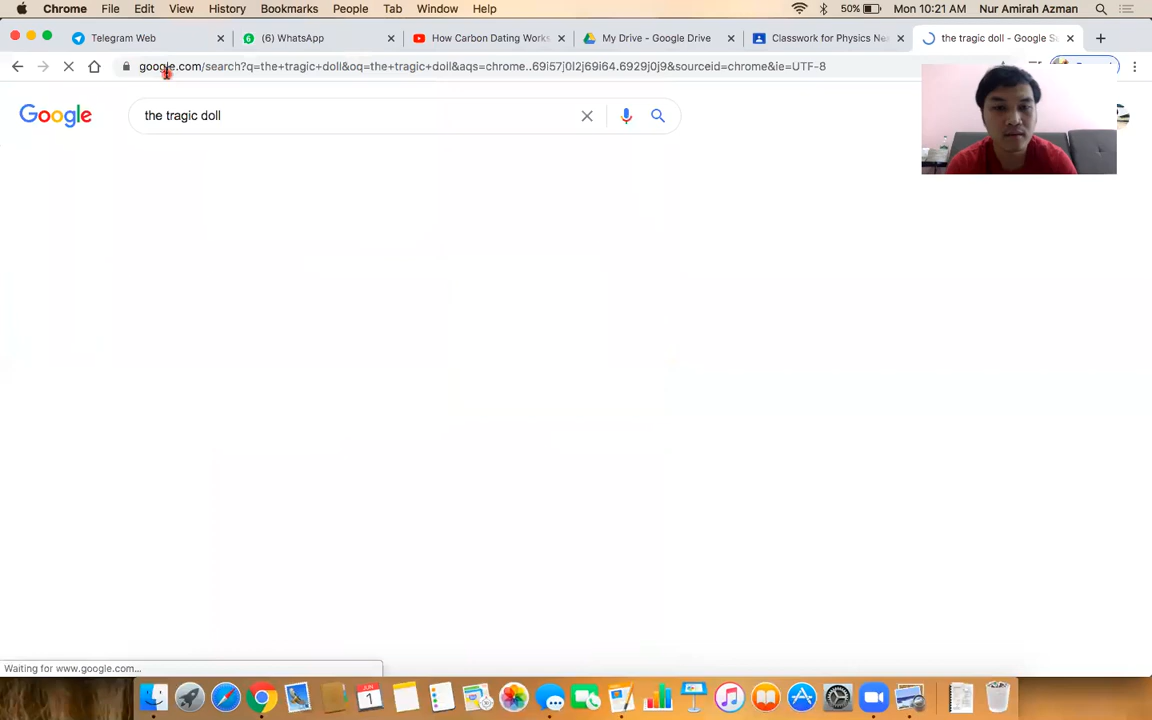 Chrome File Edit View History Bookmarks People Tab Window Help 50% Mon 10:21 AM Nur Amirah Azman
Telegram Web (6) WhatsApp How Carbon Dating Works My Drive - Google Drive Classwork for Physics Ne the tragic doll - Google S
google.com/search?q=the+tragic+doll&oq=the+tragic+doll&aqs=chrome..69i57j0l2j69i64.6929j0j9&sourceid=chrome&ie=UTF-8
Google the tragic doll
Waiting for www.google.com...
JUN
1